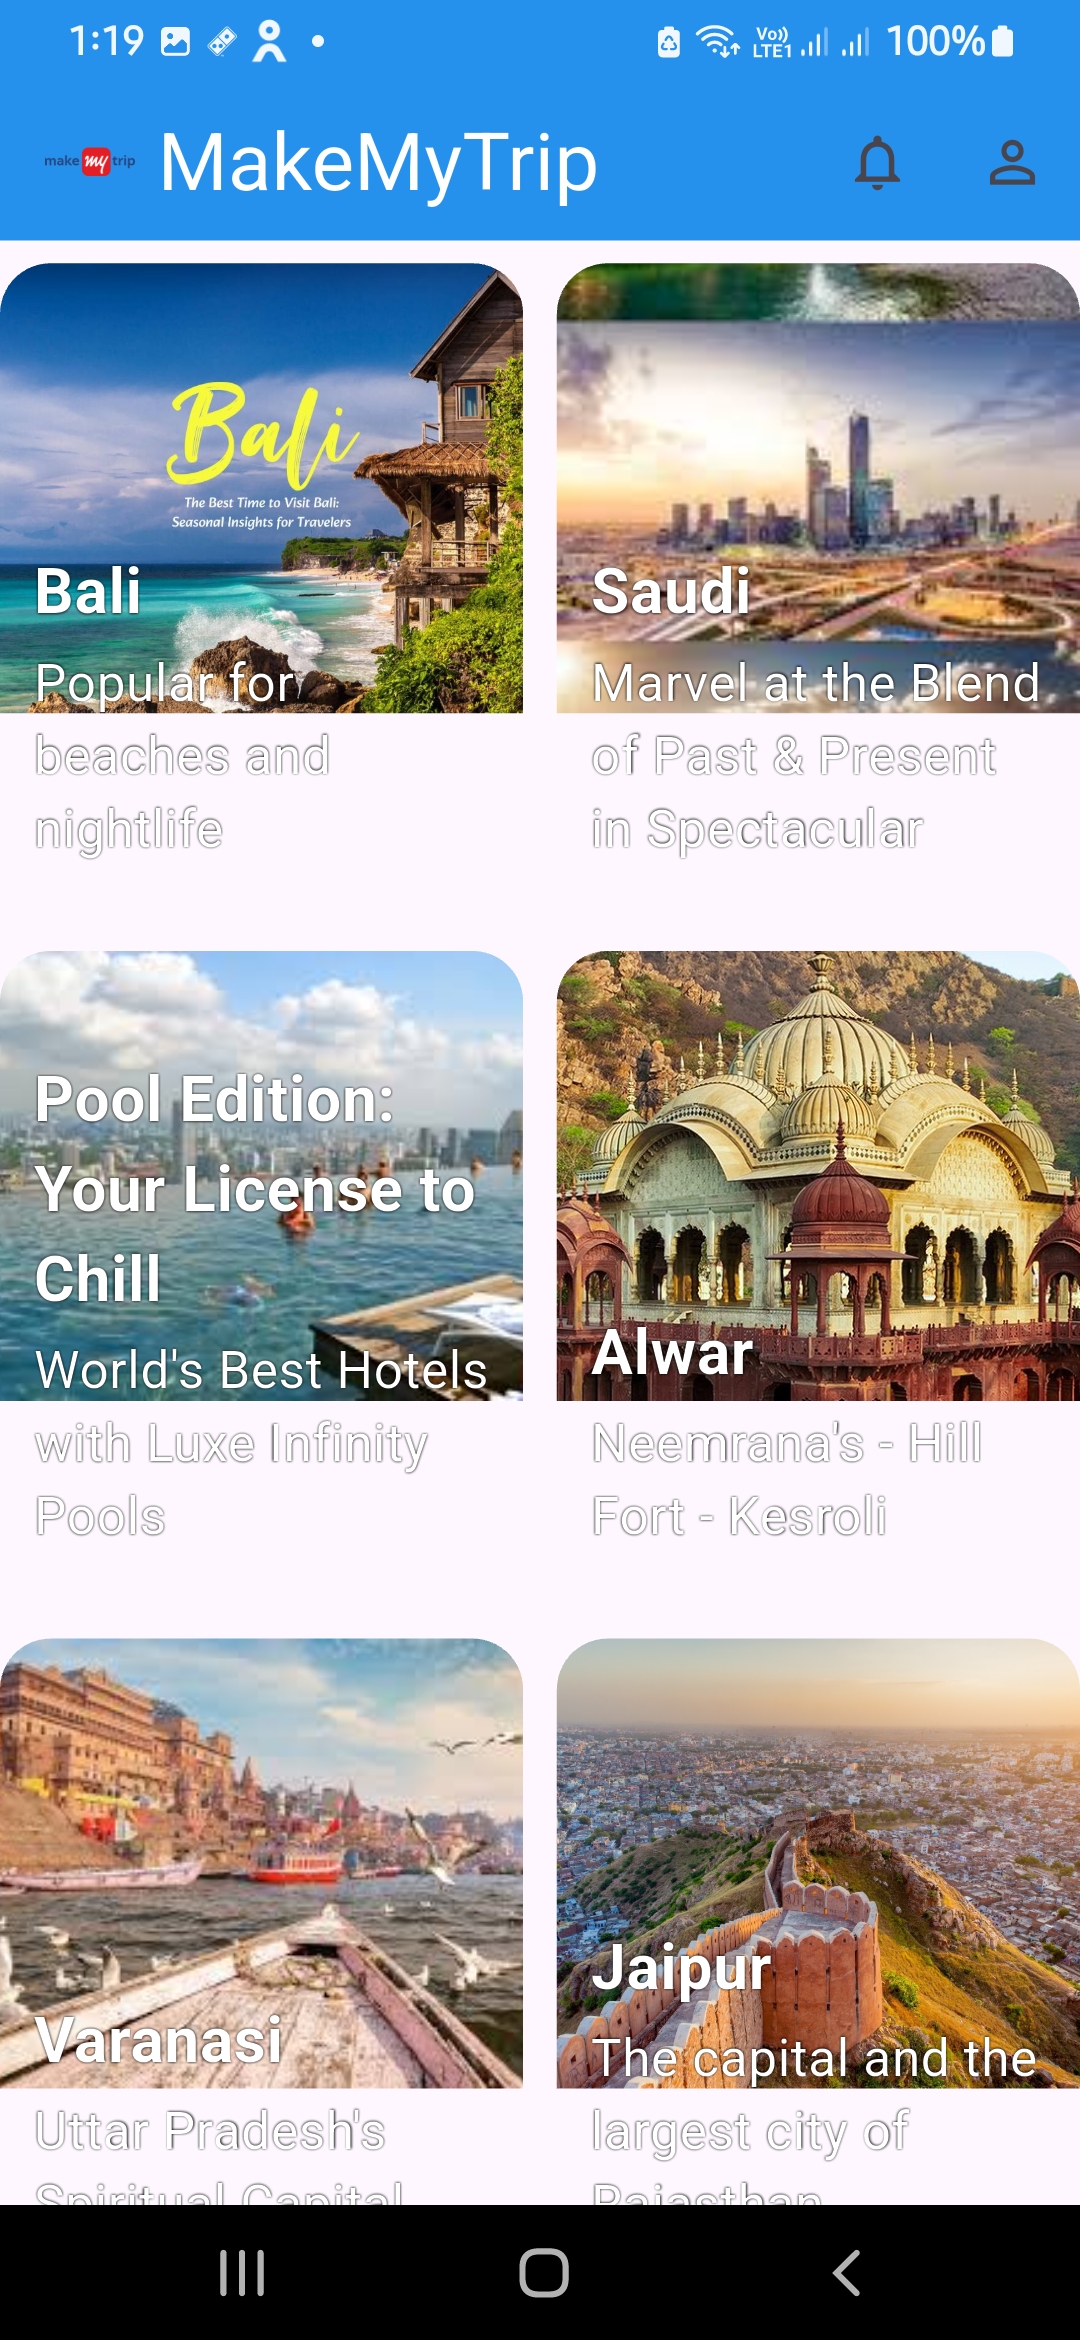 1:19
Vo))
LTE1
100%
make my trip
MakeMyTrip
Bali
The Best Time to Visit Bali:
Seasonal Insights for Travelers
Bali
Popular for
beaches and
nightlife
Saudi
Marvel at the Blend
of Past & Present
in Spectacular
Pool Edition:
Your License to
Chill
World's Best Hotels
with Luxe Infinity
Pools
Alwar
Neemrana's - Hill
Fort - Kesroli
Varanasi
Uttar Pradesh's
Spiritual Capital
Jaipur
The capital and the
largest city of
Rajasthan